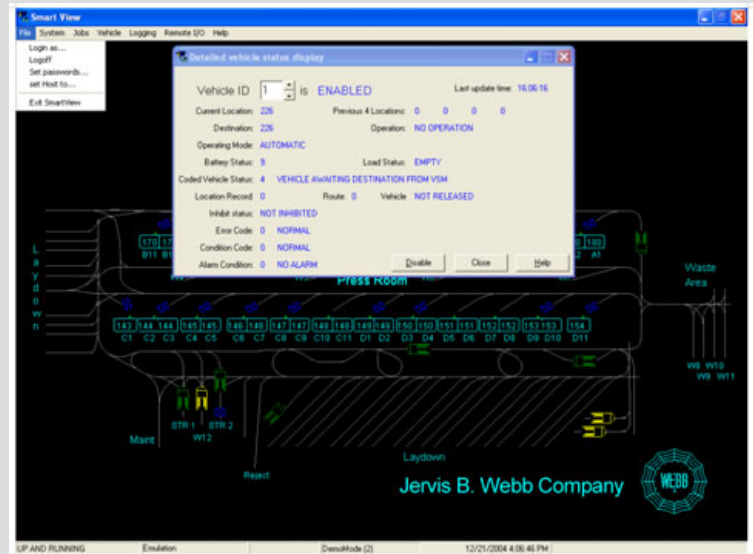 Smart View
File System Jobs Vehicle Logging Remote I/O Help
Login as...
Logoff
Set passwords...
set Host to...
Exit SmartView
Detailed vehicle status display
Vehicle ID 1 is ENABLED Last update time: 16:06:16
Current Location: 226 Previous 4 Locations: 0 0 0 0
Destination: 226 Operation: NO OPERATION
Operating Mode: AUTOMATIC
Battery Status: 9 Load Status: EMPTY
Coded Vehicle Status: 4 VEHICLE AWAITING DESTINATION FROM VSM
Location Record: 0 Route: 0 Vehicle NOT RELEASED
Inhibit status: NOT INHIBITED
Error Code: 0 NORMAL
Condition Code: 0 NORMAL
Alarm Condition: 0 NO ALARM Disable Close Help
170 180
B11 A1
Laydown
Press Room
Waste
Area
143 144 144 145 145 146 146 147 147 148 148 149 149 150 150 151 151 152 152 153 153 154
C1 C2 C3 C4 C5 C6 C7 C8 C9 C10 C11 D1 D2 D3 D4 D5 D6 D7 D8 D9 D10 D11
W8 W10
W9 W11
STR 1 STR 2
W12
Maint
Laydown
Reject
Jervis B. Webb Company
WEBB
UP AND RUNNING Emulation DemoMode (2) 12/21/2004 4:06:46 PM